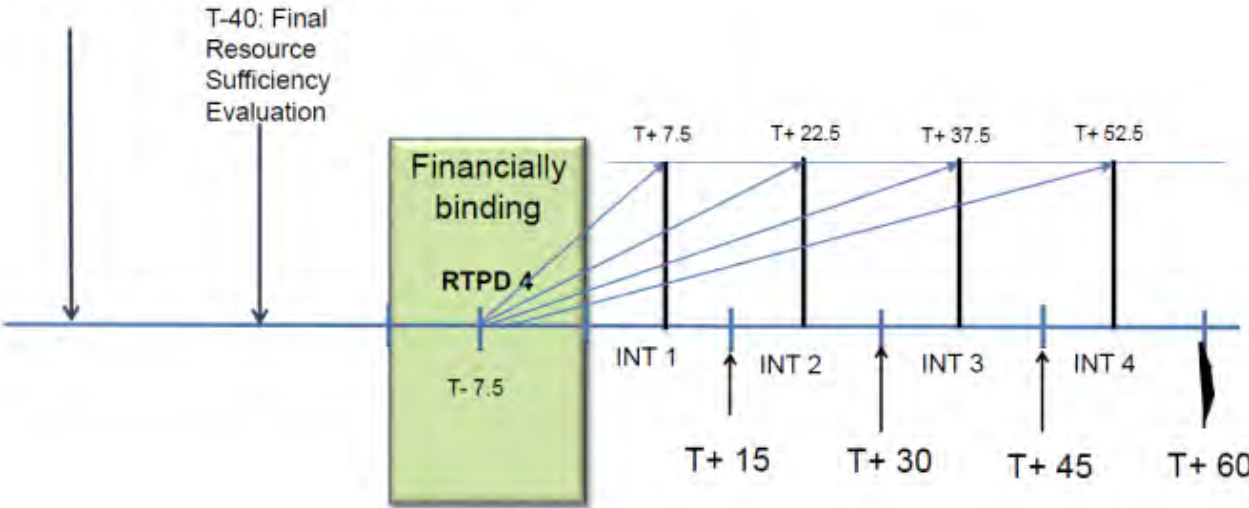 T-40: Final
Resource
Sufficiency
Evaluation
Financially
binding
RTPD 4
T- 7.5
T+ 7.5
T+ 22.5
T+ 37.5
T+ 52.5
INT 1
INT 2
INT 3
INT 4
T+ 15
T+ 30
T+ 45
T+ 60